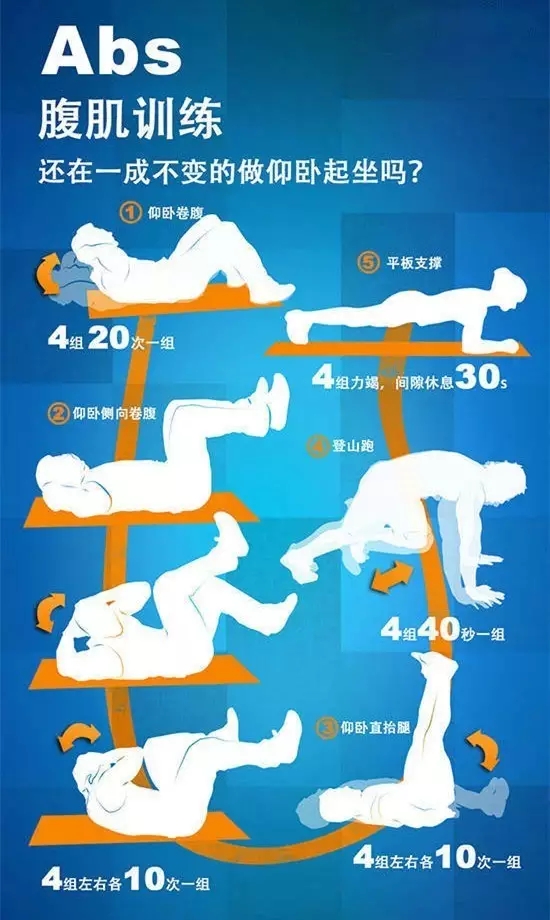 Abs
腹肌训练
还在一成不变的做仰卧起坐吗?
1 仰卧卷腹
4组20次一组
2 仰卧侧向卷腹
4组左右各10次一组
3 仰卧直抬腿
4组左右各10次一组
4 登山跑
4组40秒一组
5 平板支撑
4组力竭，间隙休息30s